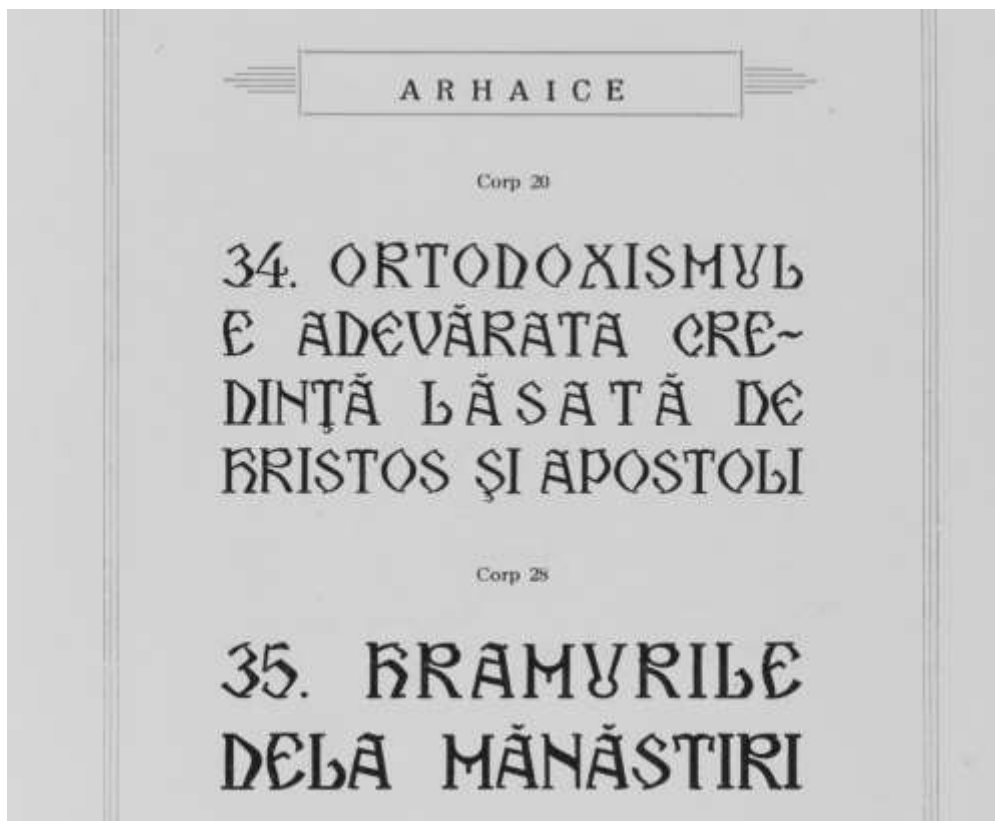 ARHAICE
Corp 20
34. ORTODOXISMUL
E ADEVĂRATA CRE-
DINŢĂ LĂSATĂ DE
HRISTOS ŞI APOSTOLI
Corp 28
35. HRAMURILE
DELA MĂNĂSTIRI